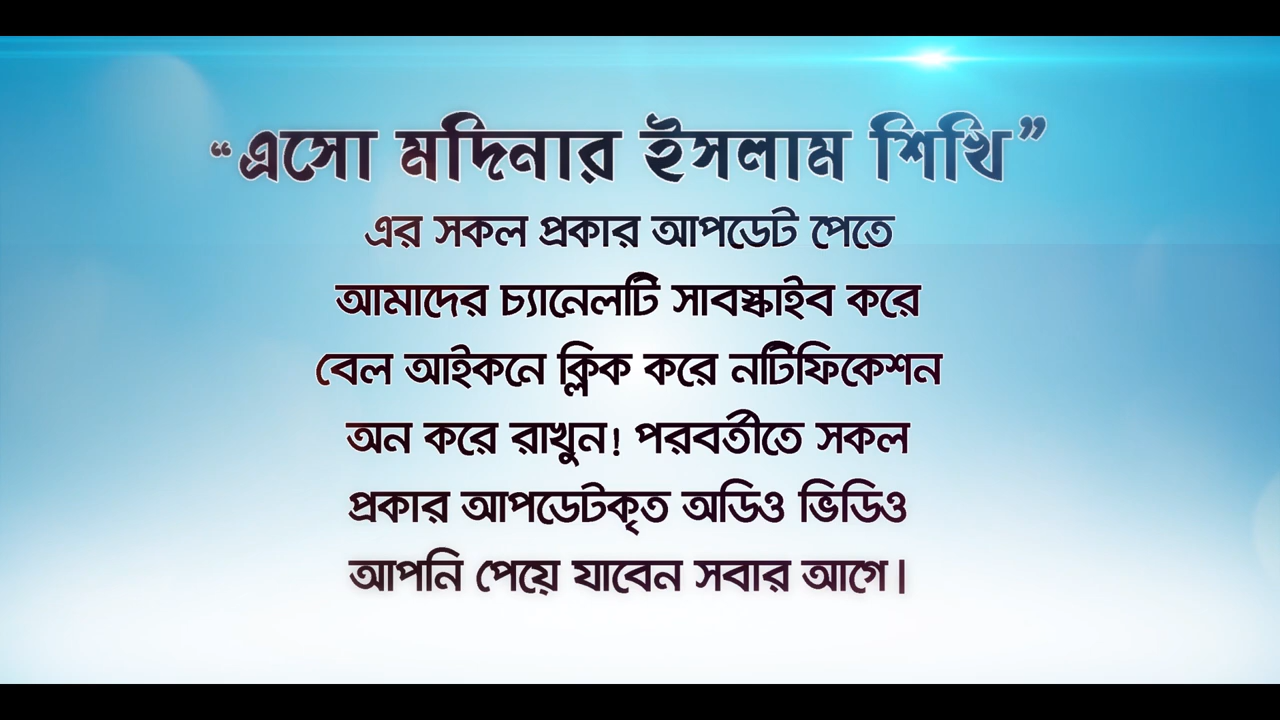 “এসো মদিনার ইসলাম শিখি”
এর সকল প্রকার আপডেট পেতে
আমাদের চ্যানেলটি সাবস্কাইব করে
বেল আইকনে ক্লিক করে নটিফিকেশন
অন করে রাখুন! পরবর্তীতে সকল
প্রকার আপডেটকৃত অডিও ভিডিও
আপনি পেয়ে যাবেন সবার আগে।